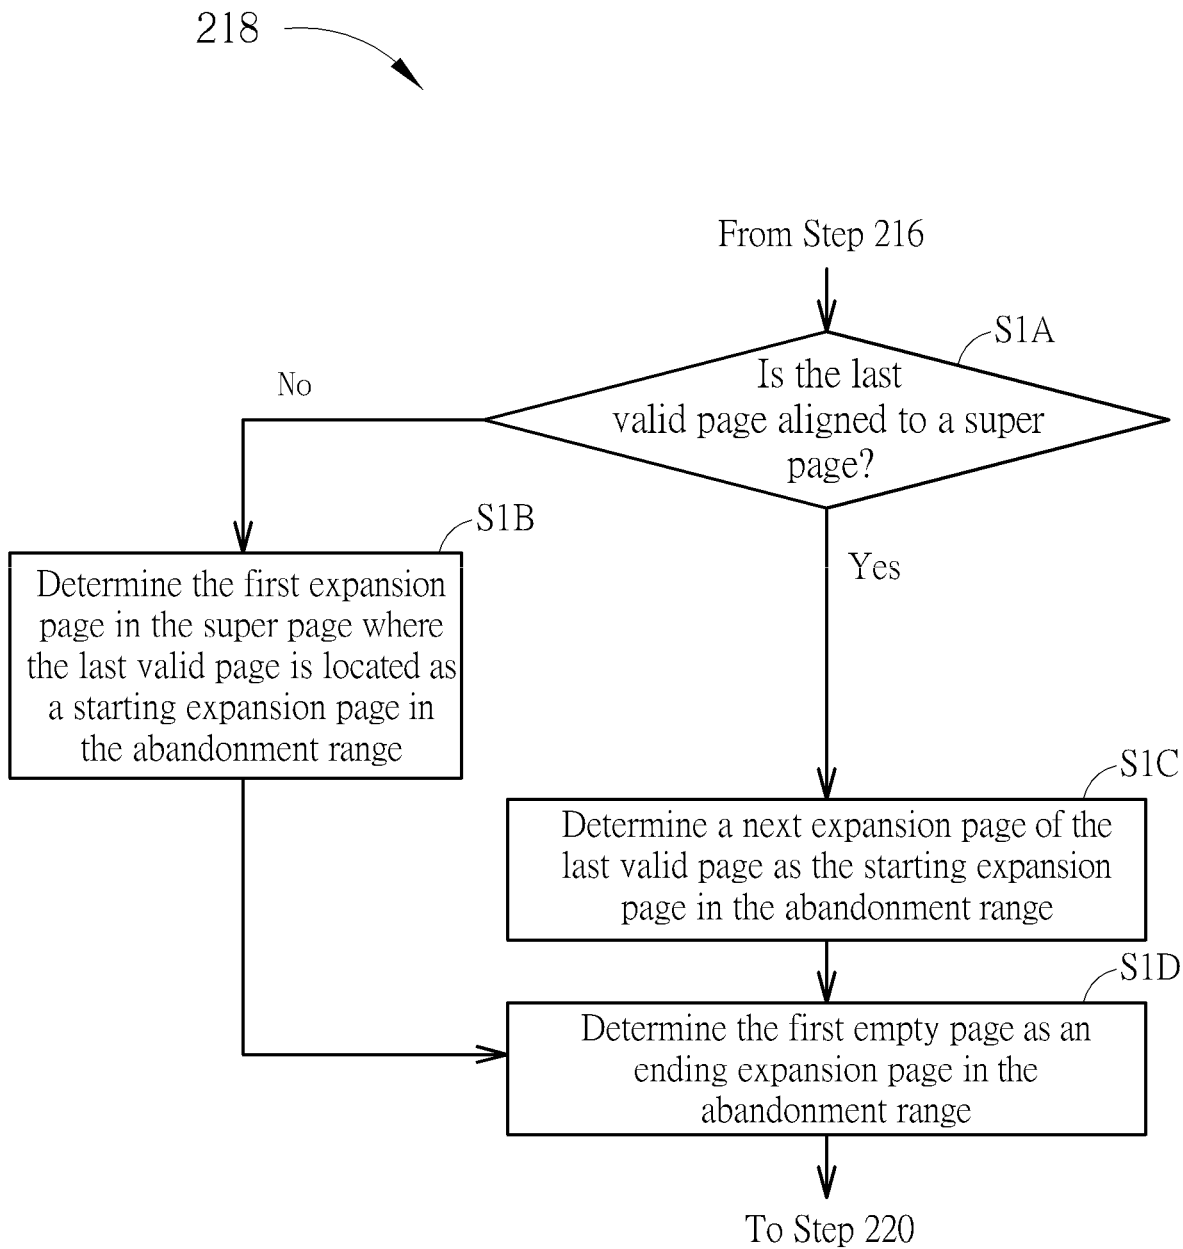 218
From Step 216
S1A
Is the last
valid page aligned to a super
page?
No
Yes
S1B
Determine the first expansion
page in the super page where
the last valid page is located as
a starting expansion page in
the abandonment range
S1C
Determine a next expansion page of the
last valid page as the starting expansion
page in the abandonment range
S1D
Determine the first empty page as an
ending expansion page in the
abandonment range
To Step 220